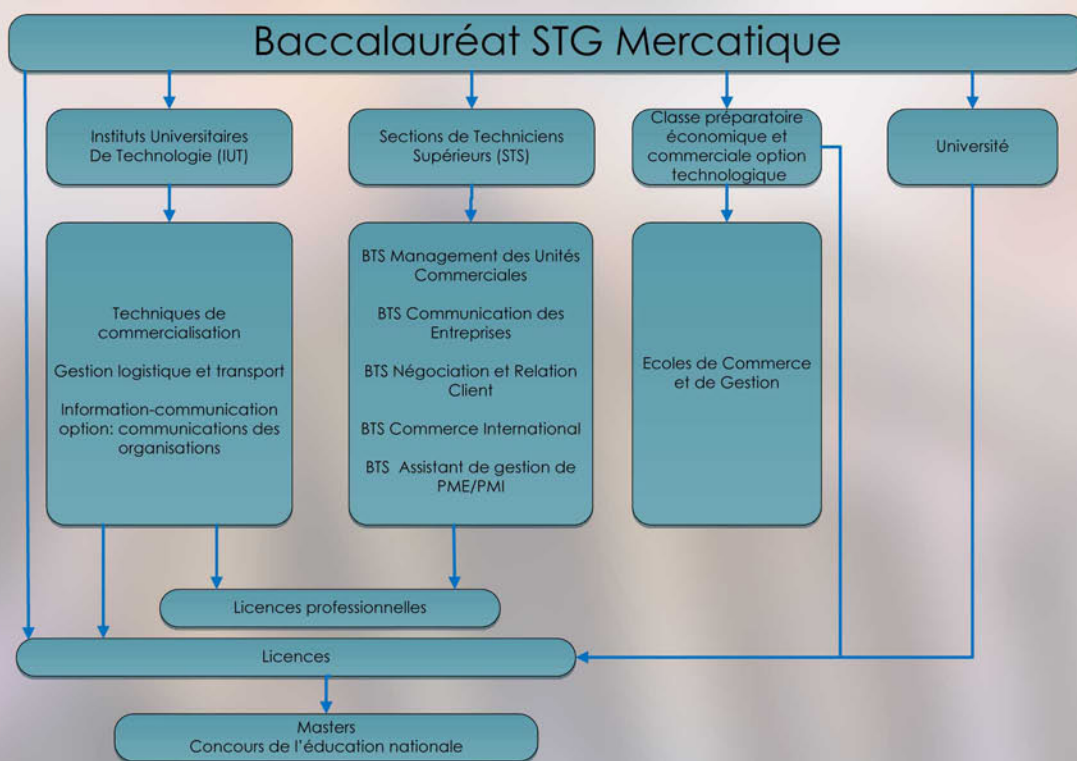 Baccalauréat STG Mercatique
Instituts Universitaires
De Technologie (IUT)
Sections de Techniciens
Supérieurs (STS)
Classe préparatoire
économique et
commerciale option
technologique
Université
Techniques de
commercialisation
Gestion logistique et transport
Information-communication
option: communications des
organisations
BTS Management des Unités
Commerciales
BTS Communication des
Entreprises
BTS Négociation et Relation
Client
BTS Commerce International
BTS Assistant de gestion de
PME/PMI
Ecoles de Commerce
et de Gestion
Licences professionnelles
Licences
Masters
Concours de l'éducation nationale